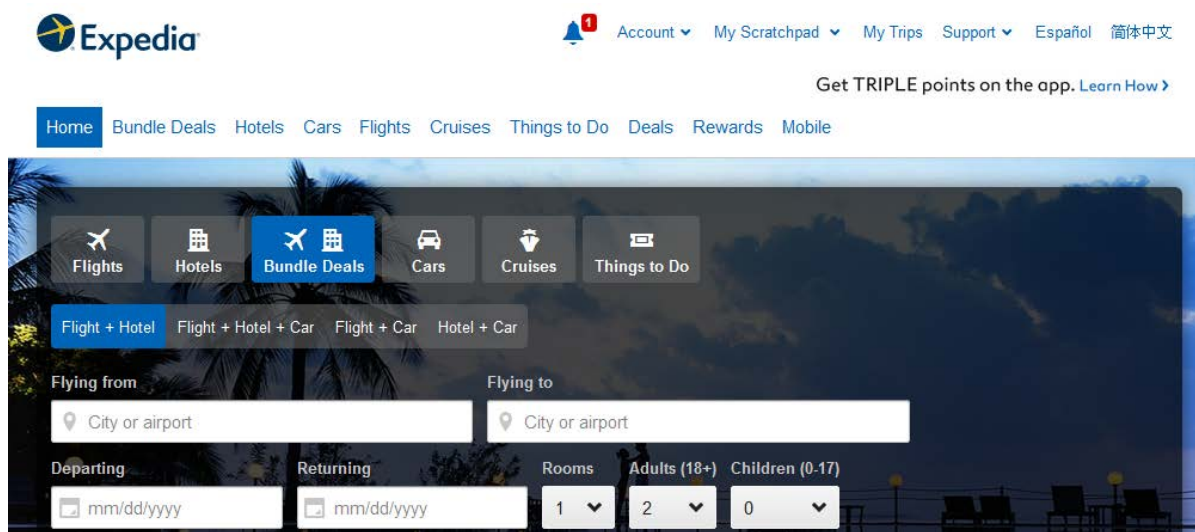 Expedia
1
Account My Scratchpad My Trips Support Español 简体中文
Get TRIPLE points on the app. Learn How >
Home Bundle Deals Hotels Cars Flights Cruises Things to Do Deals Rewards Mobile
Flights Hotels Bundle Deals Cars Cruises Things to Do
Flight + Hotel Flight + Hotel + Car Flight + Car Hotel + Car
Flying from Flying to
City or airport City or airport
Departing Returning Rooms Adults (18+) Children (0-17)
mm/dd/yyyy mm/dd/yyyy 1 2 0